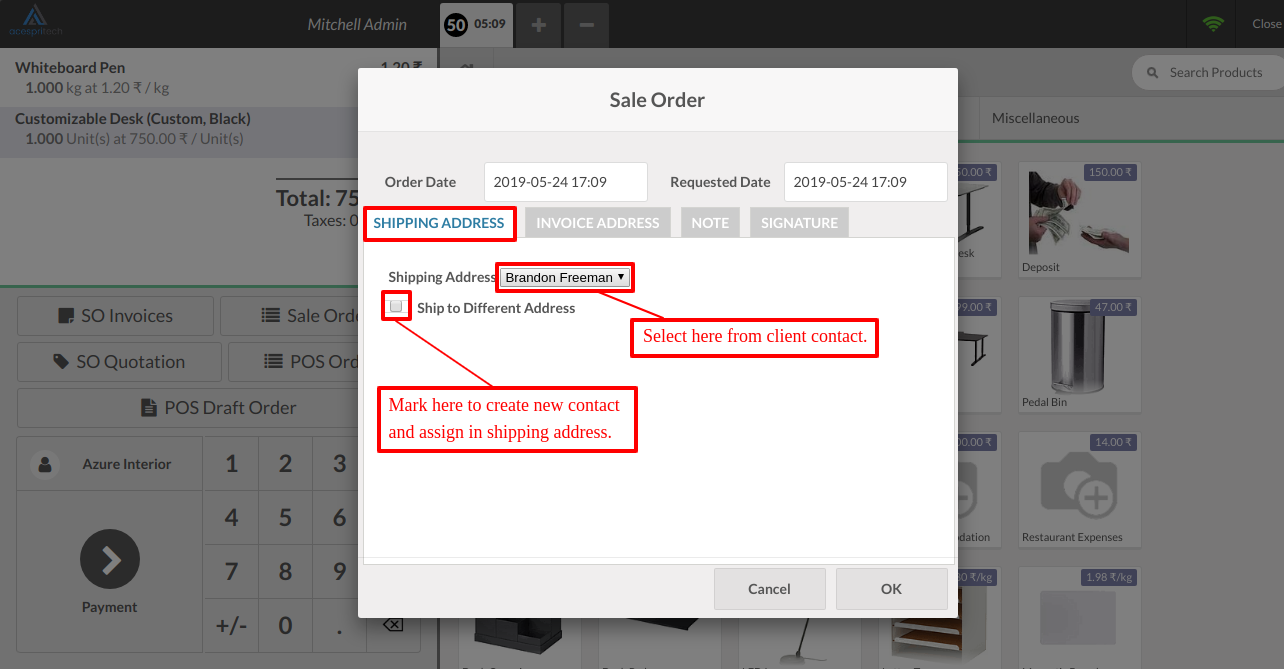 acespritech
Mitchell Admin
50 05:09
Close
Whiteboard Pen 1.20 ₹
1.000 kg at 1.20 ₹ / kg
Customizable Desk (Custom, Black)
1.000 Unit(s) at 750.00 ₹ / Unit(s)
Total: 75
Taxes: 0
Search Products
Miscellaneous
Sale Order
Order Date 2019-05-24 17:09 Requested Date 2019-05-24 17:09
SHIPPING ADDRESS INVOICE ADDRESS NOTE SIGNATURE
Shipping Address Brandon Freeman
Ship to Different Address
Select here from client contact.
Mark here to create new contact
and assign in shipping address.
Cancel OK
SO Invoices Sale Orde
SO Quotation POS Ord
POS Draft Order
Azure Interior
1 2 3
4 5 6
7 8 9
+/- 0 .
Payment
50.00 ₹ 150.00 ₹
esk Deposit
99.00 ₹ 47.00 ₹
Pedal Bin
00.00 ₹ 14.00 ₹
dation Restaurant Expenses
00 ₹/kg 1.98 ₹/kg